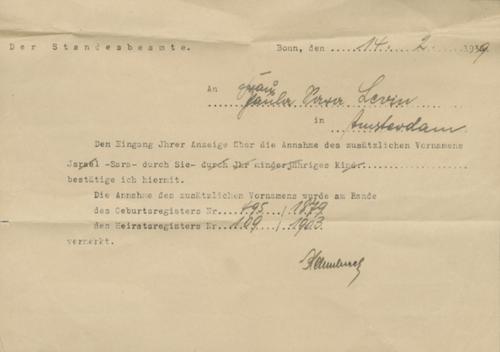 Der Standesbeamte. Bonn, den ....14....2....1939
An Frau
Paula Sara Levin
in Amsterdam
Den Eingang Jhrer Anzeige über die Annahme des zusätzlichen Vornamens
Jsrael -Sara- durch Sie- durch Jhr minderjähriges Kind.
bestätige ich hiermit.
Die Annahme des zusätzlichen Vornamens wurde am Rande
des Geburtsregisters Nr. 495 / 1879
des Heiratsregisters Nr. 109 / 1903
vermerkt.